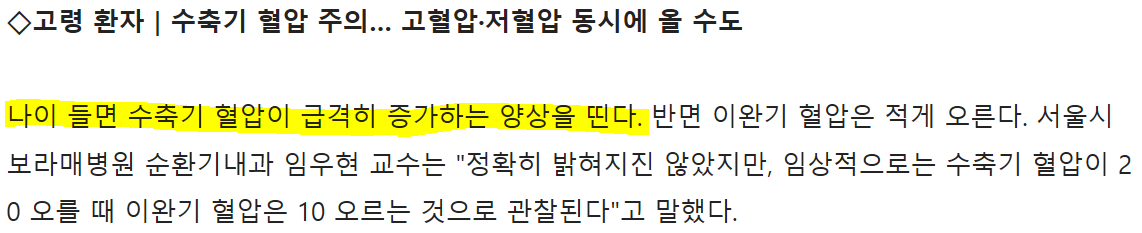 ◇고령 환자 | 수축기 혈압 주의… 고혈압·저혈압 동시에 올 수도
나이 들면 수축기 혈압이 급격히 증가하는 양상을 띤다. 반면 이완기 혈압은 적게 오른다. 서울시
보라매병원 순환기내과 임우현 교수는 "정확히 밝혀지진 않았지만, 임상적으로는 수축기 혈압이 2
0 오를 때 이완기 혈압은 10 오르는 것으로 관찰된다"고 말했다.